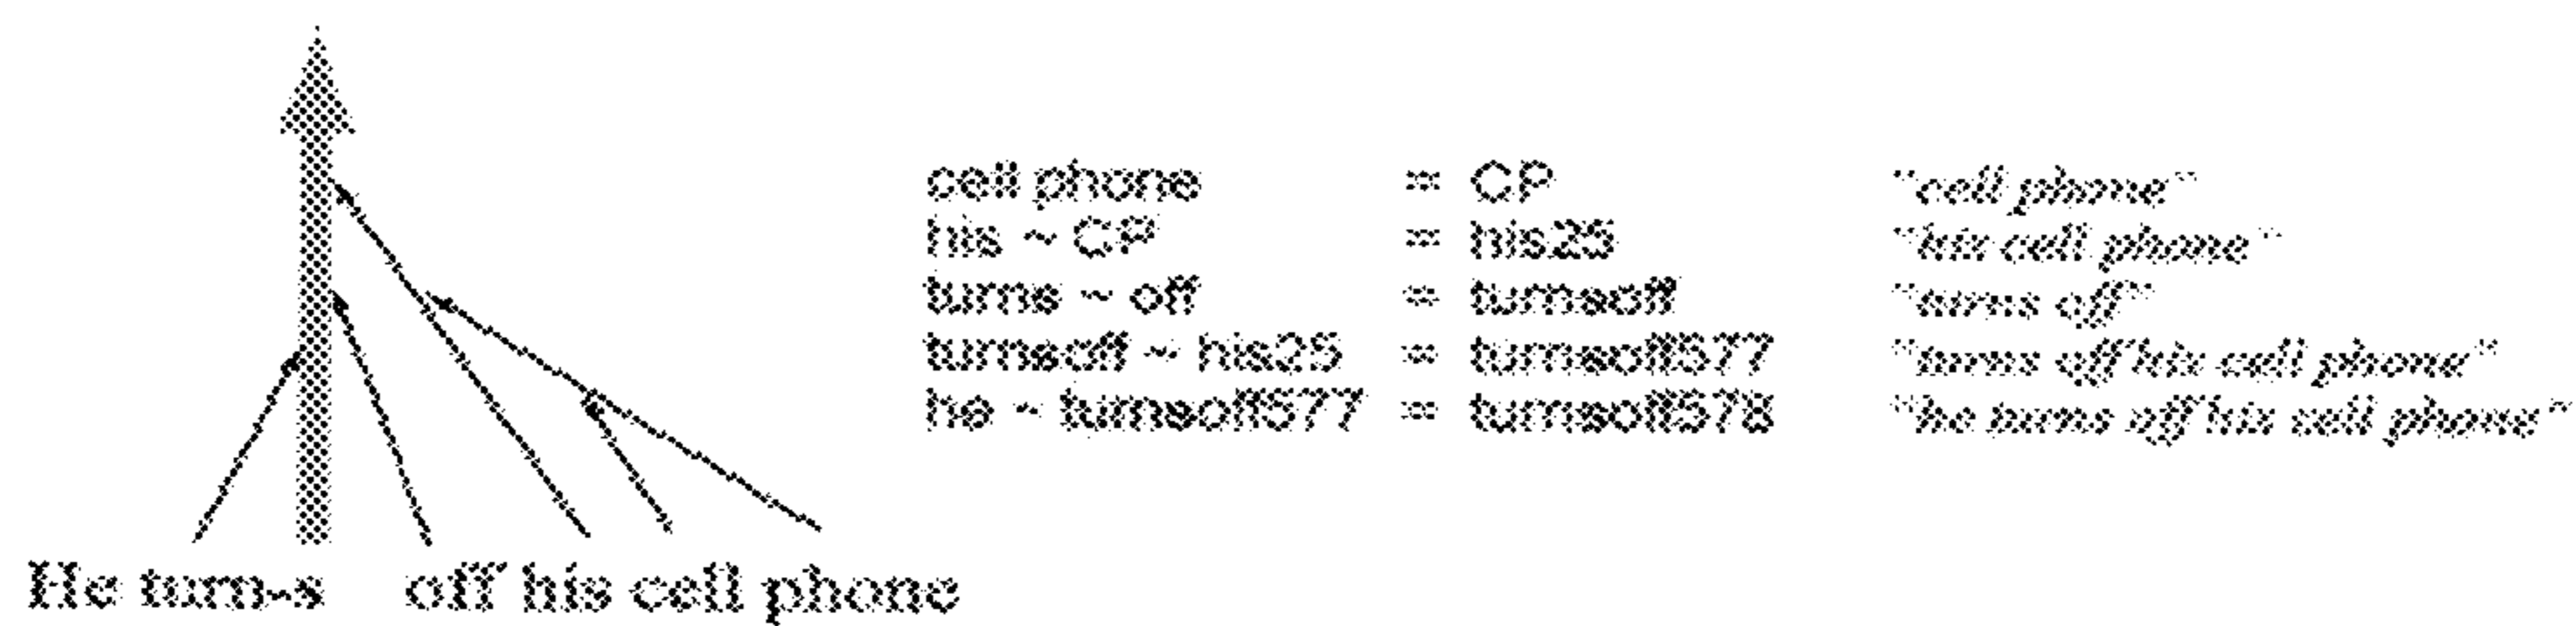 cell phone = CP "cell phone"
his ~ CP = his25 "his cell phone"
turns ~ off = turnsoff "turns off"
turnsoff ~ his25 = turnsoff577 "turns off his cell phone"
he ~ turnsoff577 = turnsoff578 "he turns off his cell phone"
He turn-s off his cell phone